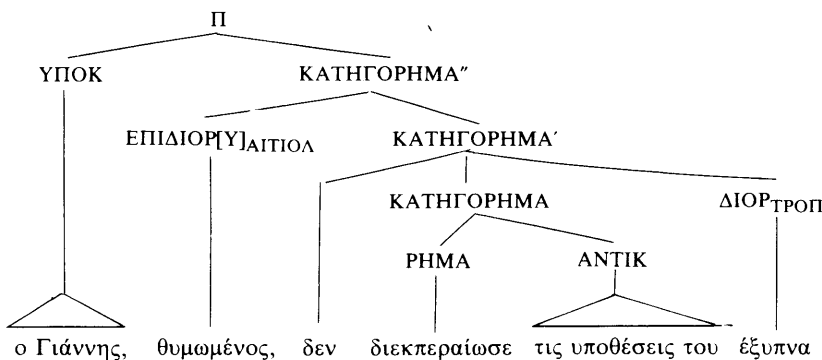 Π
ΥΠΟΚ ΚΑΤΗΓΟΡΗΜΑ″
ΕΠΙΔΙΟΡ[Υ]ΑΙΤΙΟΛ ΚΑΤΗΓΟΡΗΜΑ′
ΚΑΤΗΓΟΡΗΜΑ ΔΙΟΡΤΡΟΠ
ΡΗΜΑ ΑΝΤΙΚ
ο Γιάννης, θυμωμένος, δεν διεκπεραίωσε τις υποθέσεις του έξυπνα